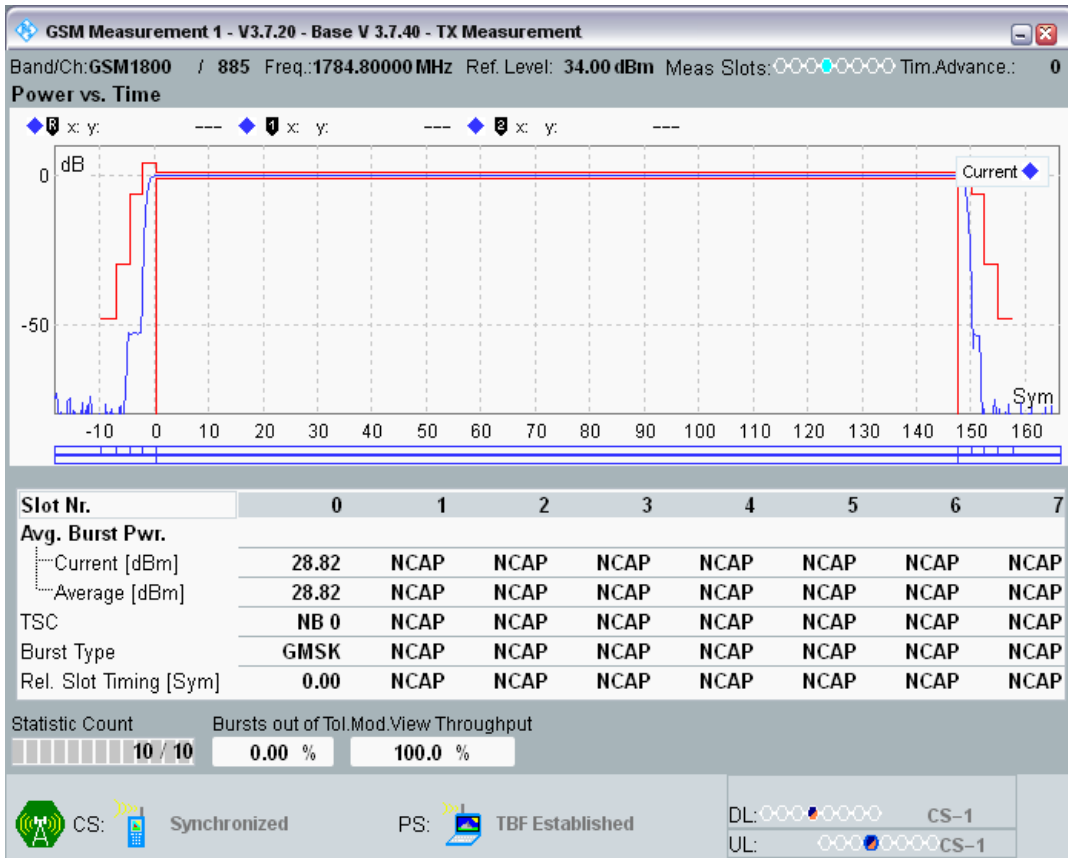 GSM Measurement 1 - V3.7.20 - Base V 3.7.40 - TX Measurement
Band/Ch:GSM1800 / 885 Freq.:1784.80000 MHz Ref. Level: 34.00 dBm Meas Slots: Tim.Advance.: 0
Power vs. Time
R x: y: --- 1 x: y: --- 2 x: y: ---
dB
0
Current
-50
Sym
-10 0 10 20 30 40 50 60 70 80 90 100 110 120 130 140 150 160
Slot Nr. 0 1 2 3 4 5 6 7
Avg. Burst Pwr.
Current [dBm] 28.82 NCAP NCAP NCAP NCAP NCAP NCAP NCAP
Average [dBm] 28.82 NCAP NCAP NCAP NCAP NCAP NCAP NCAP
TSC NB 0 NCAP NCAP NCAP NCAP NCAP NCAP NCAP
Burst Type GMSK NCAP NCAP NCAP NCAP NCAP NCAP NCAP
Rel. Slot Timing [Sym] 0.00 NCAP NCAP NCAP NCAP NCAP NCAP NCAP
Statistic Count Bursts out of Tol.Mod.View Throughput
10 / 10 0.00 % 100.0 %
CS: Synchronized PS: TBF Established
DL: CS-1
UL: CS-1